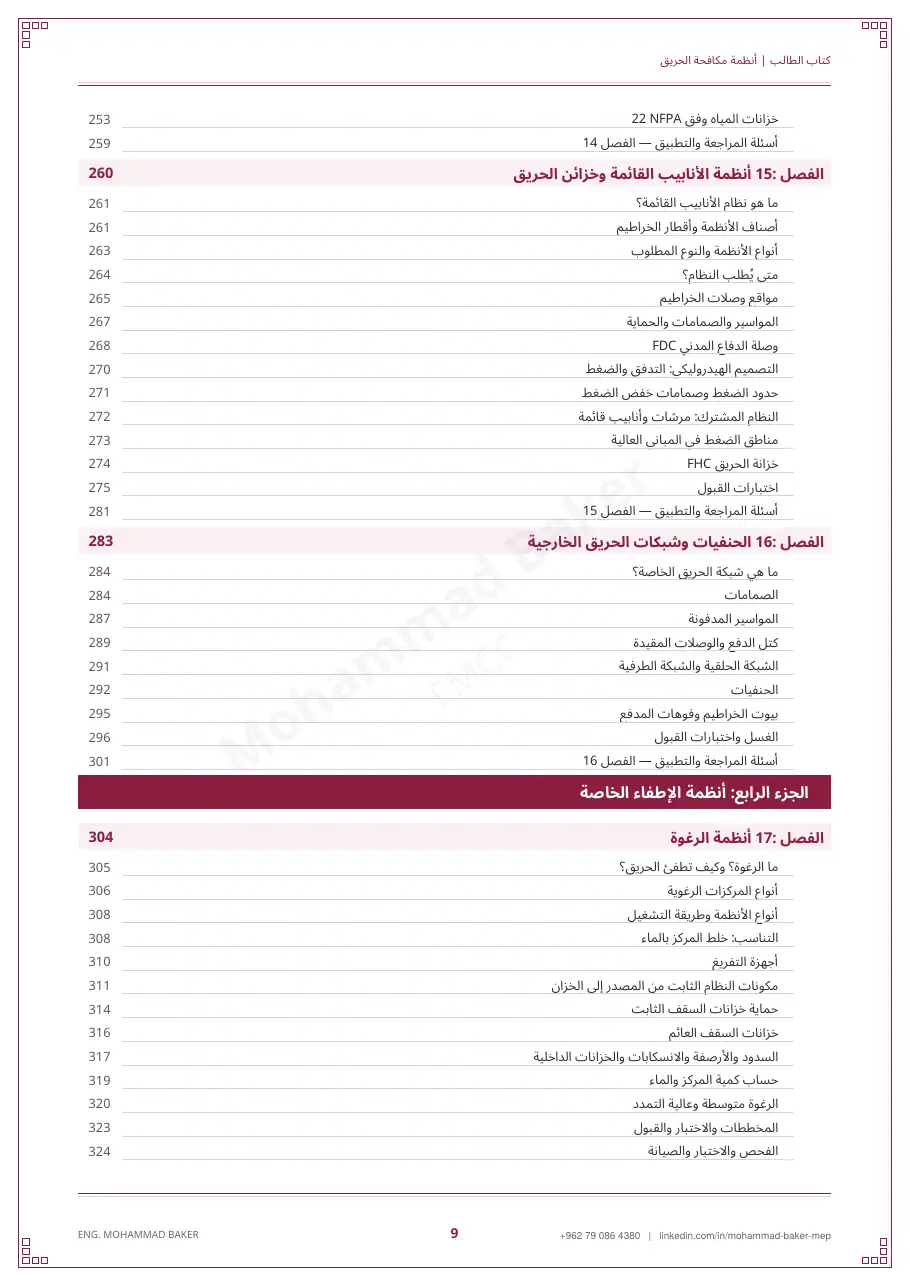 كتاب الطالب | أنظمة مكافحة الحريق
خزانات المياه وفق NFPA 22 253
أسئلة المراجعة والتطبيق — الفصل 14 259
الفصل 15: أنظمة الأنابيب القائمة وخزائن الحريق 260
ما هو نظام الأنابيب القائمة؟ 261
أصناف الأنظمة وأقطار الخراطيم 261
أنواع الأنظمة والنوع المطلوب 263
متى يُطلب النظام؟ 264
مواقع وصلات الخراطيم 265
المواسير والصمامات والحماية 267
وصلة الدفاع المدني FDC 268
التصميم الهيدروليكي: التدفق والضغط 270
حدود الضغط وصمامات خفض الضغط 271
النظام المشترك: مرشات وأنابيب قائمة 272
مناطق الضغط في المباني العالية 273
خزانة الحريق FHC 274
اختبارات القبول 275
أسئلة المراجعة والتطبيق — الفصل 15 281
الفصل 16: الحنفيات وشبكات الحريق الخارجية 283
ما هي شبكة الحريق الخاصة؟ 284
الصمامات 284
المواسير المدفونة 287
كتل الدفع والوصلات المقيدة 289
الشبكة الحلقية والشبكة الطرفية 291
الحنفيات 292
بيوت الخراطيم وفوهات المدفع 295
الغسل واختبارات القبول 296
أسئلة المراجعة والتطبيق — الفصل 16 301
الجزء الرابع: أنظمة الإطفاء الخاصة
الفصل 17: أنظمة الرغوة 304
ما الرغوة؟ وكيف تطفئ الحريق؟ 305
أنواع المركزات الرغوية 306
أنواع الأنظمة وطريقة التشغيل 308
التناسب: خلط المركز بالماء 308
أجهزة التفريغ 310
مكونات النظام الثابت من المصدر إلى الخزان 311
حماية خزانات السقف الثابت 314
خزانات السقف العائم 316
السدود والأرصفة والانسكابات والخزانات الداخلية 317
حساب كمية المركز والماء 319
الرغوة متوسطة وعالية التمدد 320
المخططات والاختبار والقبول 323
الفحص والاختبار والصيانة 324
Mohammad Baker
EMCC
ENG. MOHAMMAD BAKER 9 +962 79 086 4380 | linkedin.com/in/mohammad-baker-mep